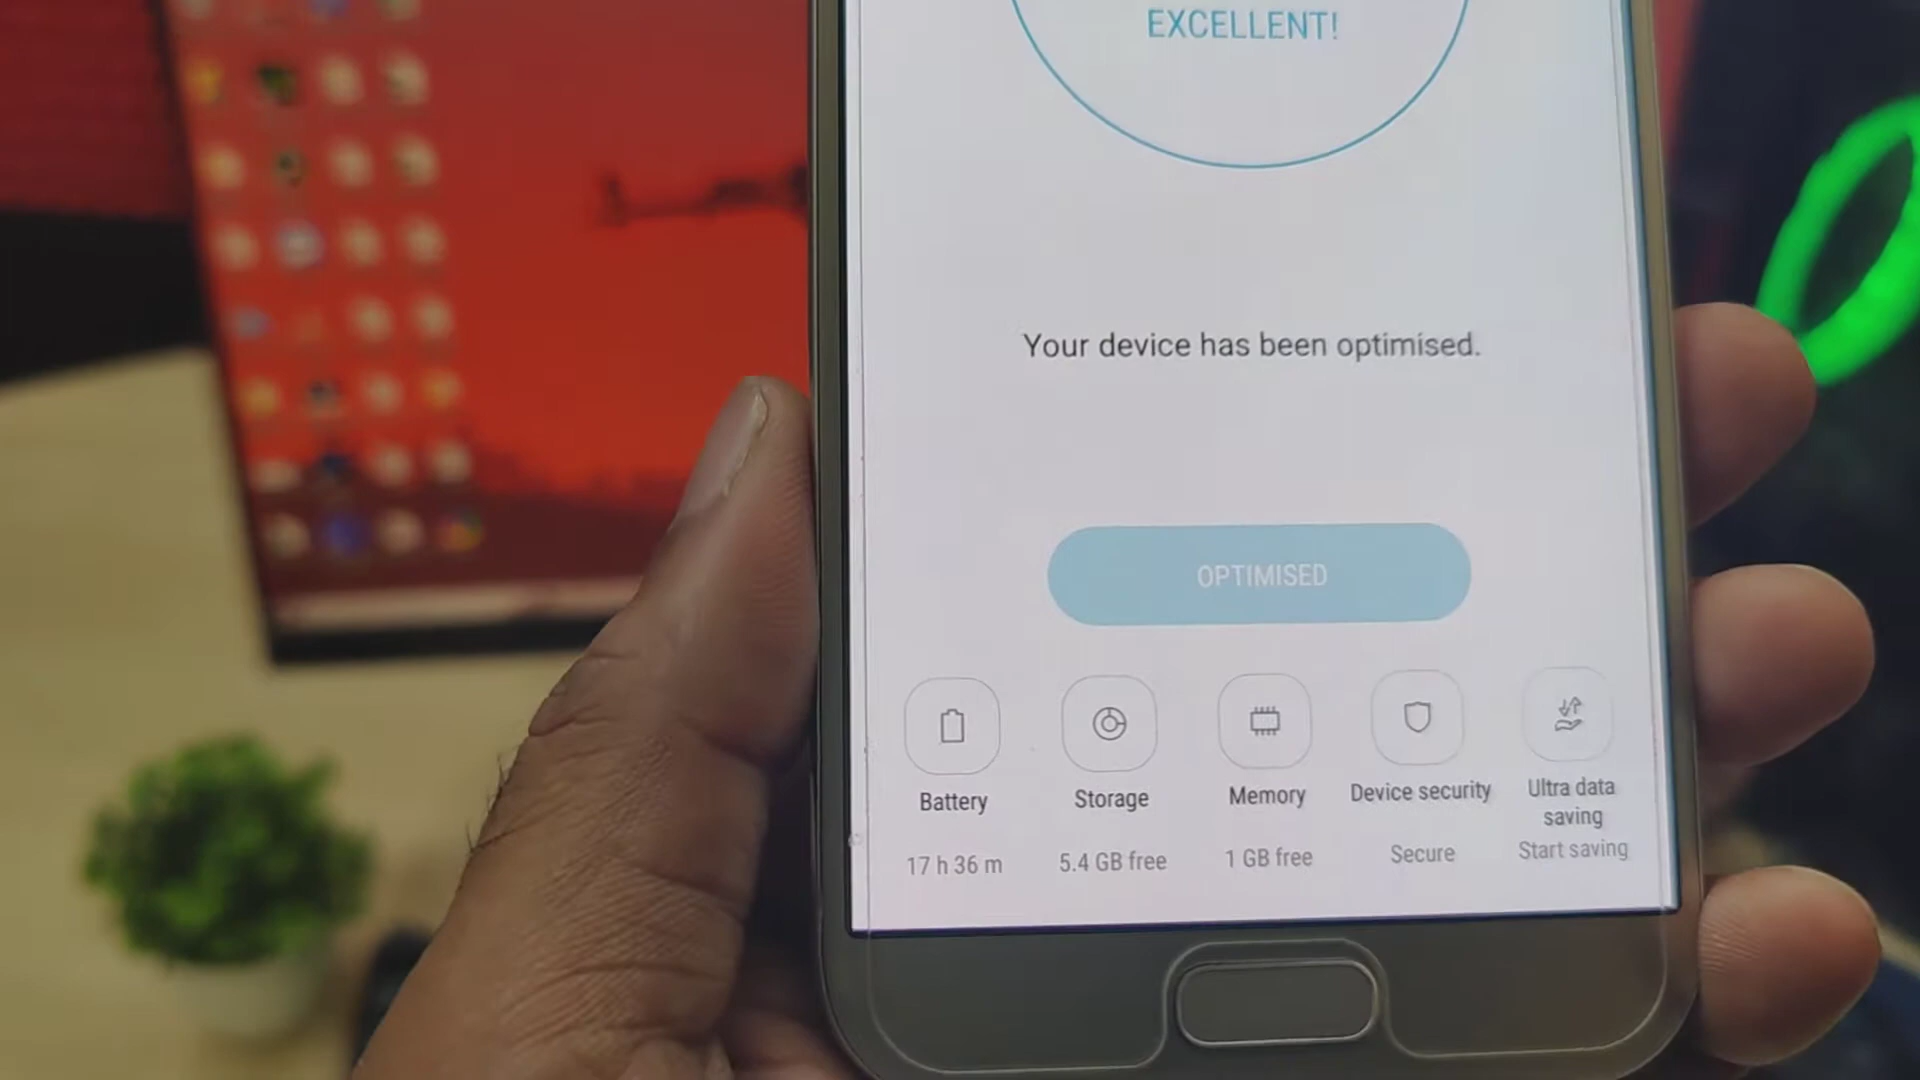 EXCELLENT!
Your device has been optimised.
OPTIMISED
Battery
17 h 36 m
Storage
5.4 GB free
Memory
1 GB free
Device security
Secure
Ultra data
saving
Start saving